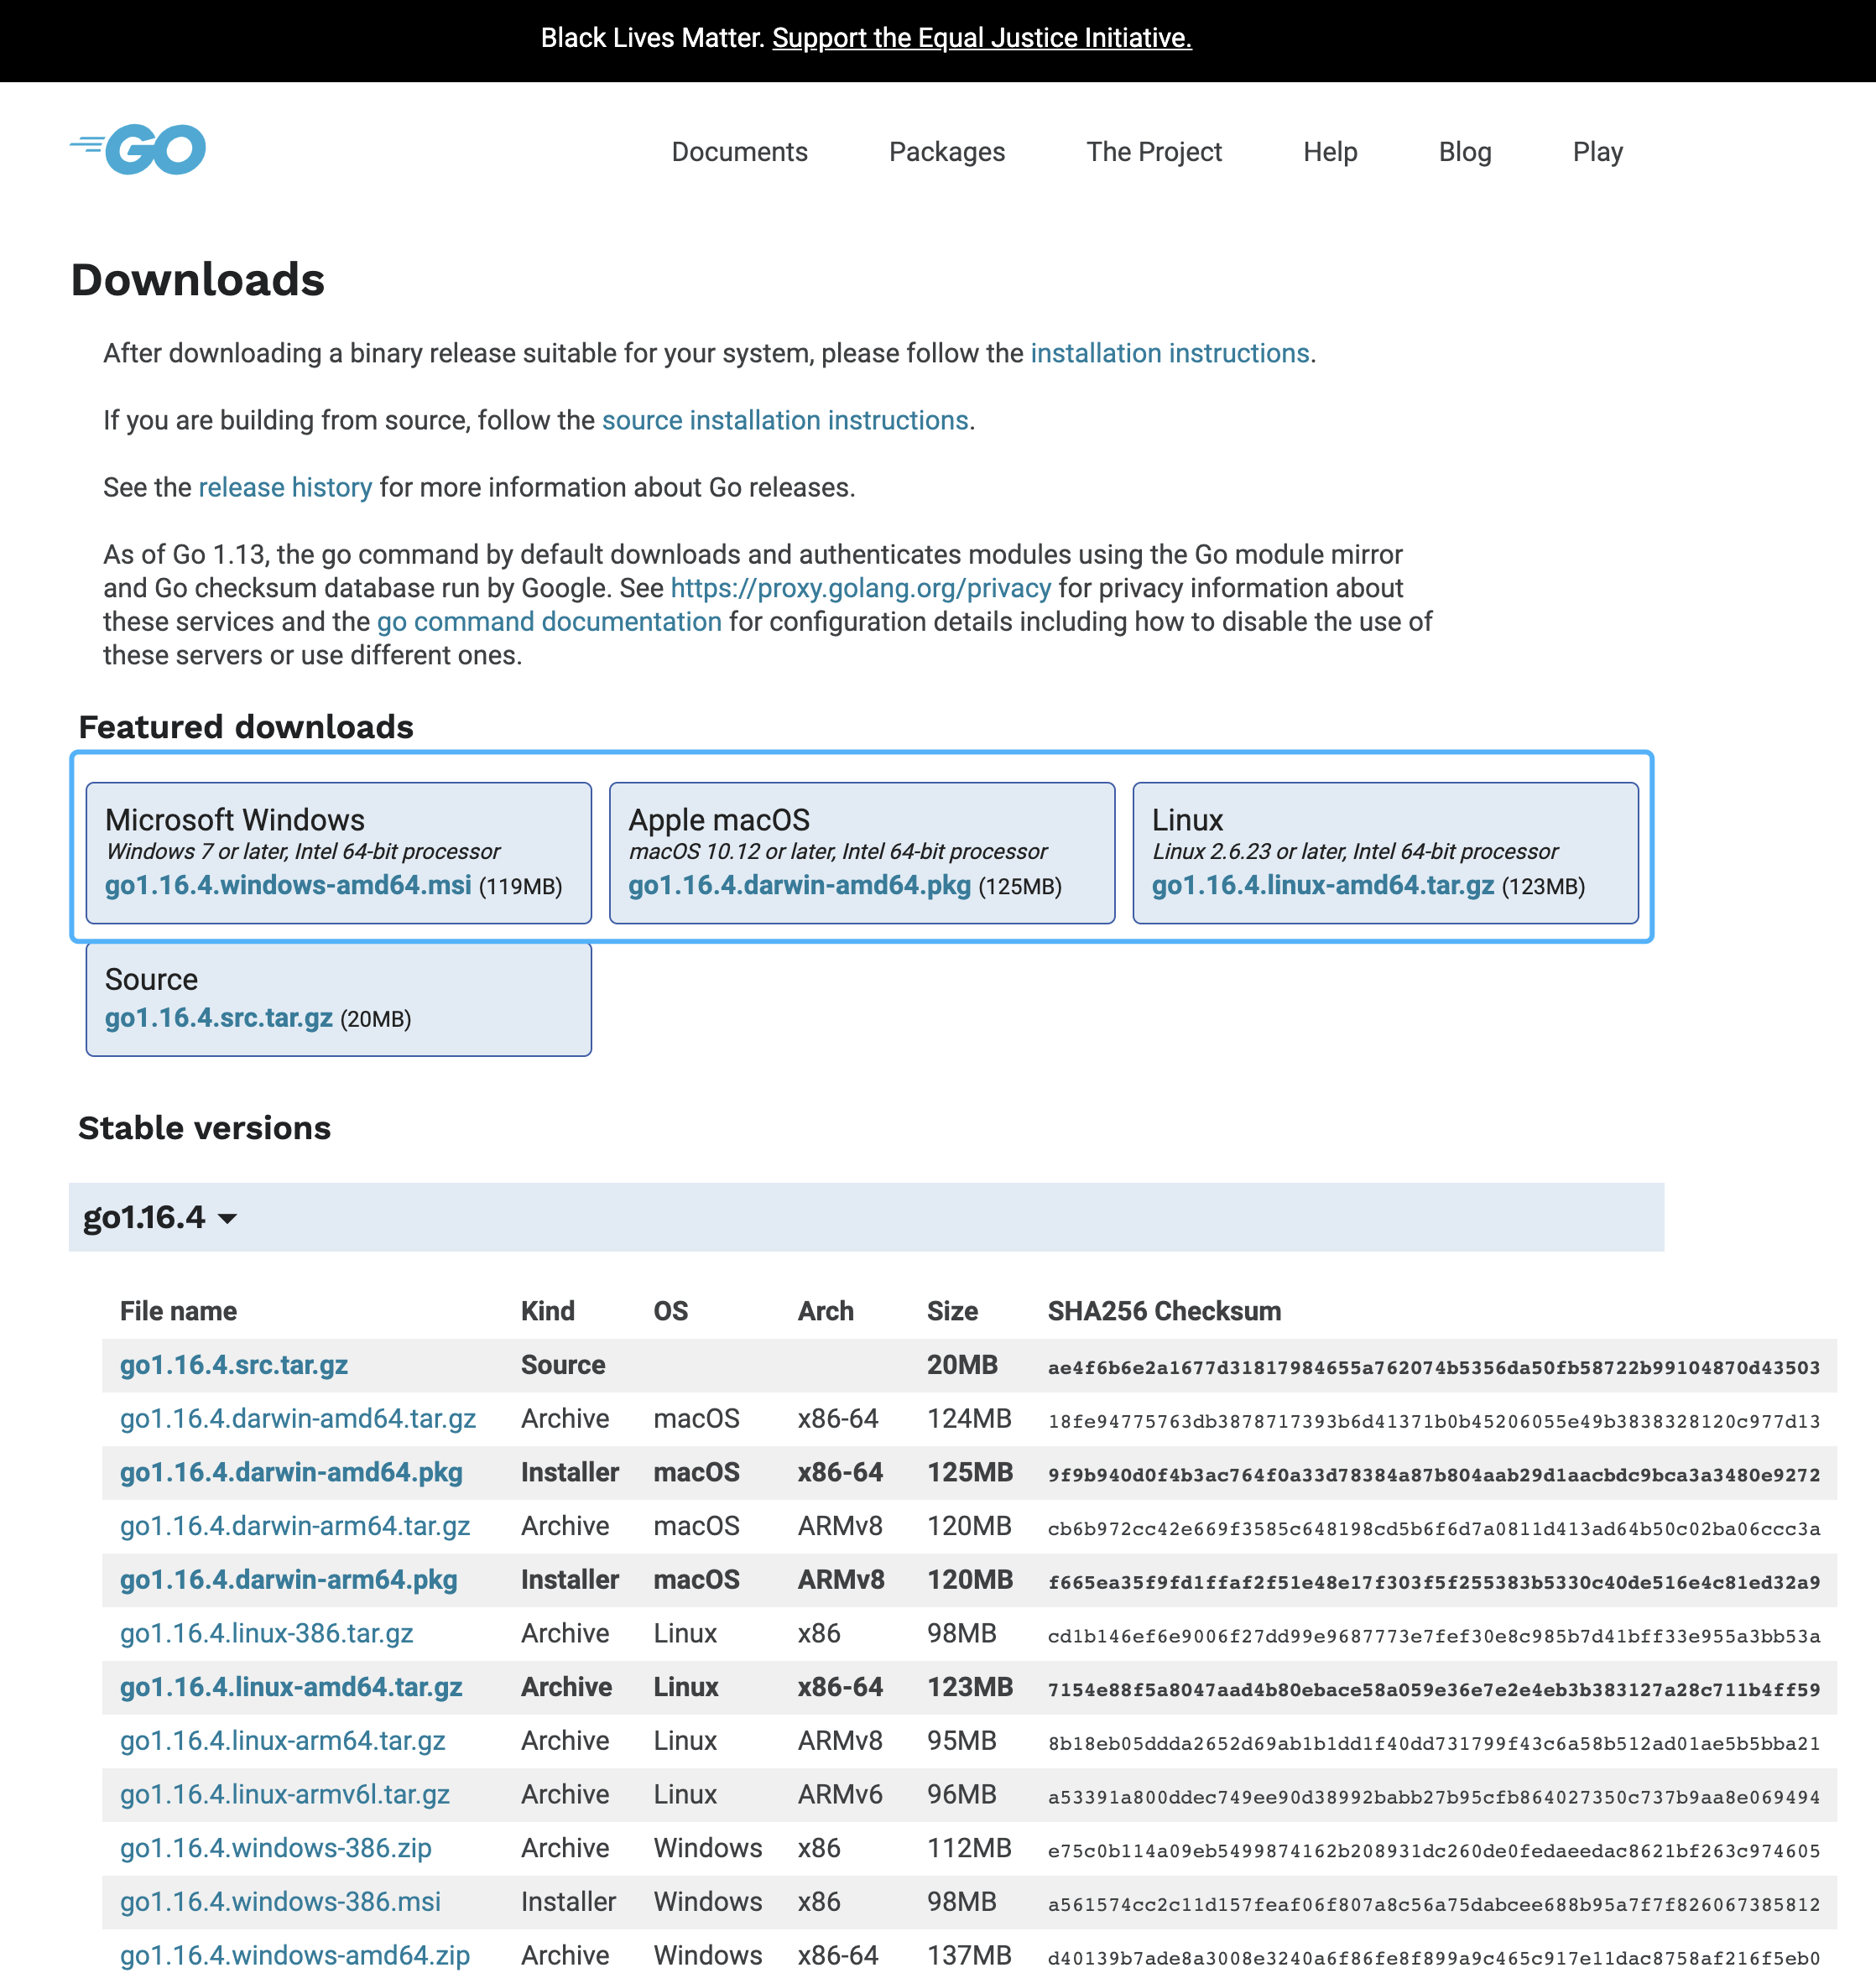 Black Lives Matter. Support the Equal Justice Initiative.
GO
Documents Packages The Project Help Blog Play
Downloads
After downloading a binary release suitable for your system, please follow the installation instructions.
If you are building from source, follow the source installation instructions.
See the release history for more information about Go releases.
As of Go 1.13, the go command by default downloads and authenticates modules using the Go module mirror
and Go checksum database run by Google. See https://proxy.golang.org/privacy for privacy information about
these services and the go command documentation for configuration details including how to disable the use of
these servers or use different ones.
Featured downloads
Microsoft Windows
Windows 7 or later, Intel 64-bit processor
go1.16.4.windows-amd64.msi (119MB)
Apple macOS
macOS 10.12 or later, Intel 64-bit processor
go1.16.4.darwin-amd64.pkg (125MB)
Linux
Linux 2.6.23 or later, Intel 64-bit processor
go1.16.4.linux-amd64.tar.gz (123MB)
Source
go1.16.4.src.tar.gz (20MB)
Stable versions
go1.16.4
File name Kind OS Arch Size SHA256 Checksum
go1.16.4.src.tar.gz Source 20MB ae4f6b6e2a1677d31817984655a762074b5356da50fb58722b99104870d43503
go1.16.4.darwin-amd64.tar.gz Archive macOS x86-64 124MB 18fe94775763db3878717393b6d41371b0b45206055e49b3838328120c977d13
go1.16.4.darwin-amd64.pkg Installer macOS x86-64 125MB 9f9b940d0f4b3ac764f0a33d78384a87b804aab29d1aacbdc9bca3a3480e9272
go1.16.4.darwin-arm64.tar.gz Archive macOS ARMv8 120MB cb6b972cc42e669f3585c648198cd5b6f6d7a0811d413ad64b50c02ba06ccc3a
go1.16.4.darwin-arm64.pkg Installer macOS ARMv8 120MB f665ea35f9fd1ffaf2f51e48e17f303f5f255383b5330c40de516e4c81ed32a9
go1.16.4.linux-386.tar.gz Archive Linux x86 98MB cd1b146ef6e9006f27dd99e9687773e7fef30e8c985b7d41bff33e955a3bb53a
go1.16.4.linux-amd64.tar.gz Archive Linux x86-64 123MB 7154e88f5a8047aad4b80ebace58a059e36e7e2e4eb3b383127a28c711b4ff59
go1.16.4.linux-arm64.tar.gz Archive Linux ARMv8 95MB 8b18eb05ddda2652d69ab1b1dd1f40dd731799f43c6a58b512ad01ae5b5bba21
go1.16.4.linux-armv6l.tar.gz Archive Linux ARMv6 96MB a53391a800ddec749ee90d38992babb27b95cfb864027350c737b9aa8e069494
go1.16.4.windows-386.zip Archive Windows x86 112MB e75c0b114a09eb5499874162b208931dc260de0fedaeedac8621bf263c974605
go1.16.4.windows-386.msi Installer Windows x86 98MB a561574cc2c11d157feaf06f807a8c56a75dabcee688b95a7f7f826067385812
go1.16.4.windows-amd64.zip Archive Windows x86-64 137MB d40139b7ade8a3008e3240a6f86fe8f899a9c465c917e11dac8758af216f5eb0